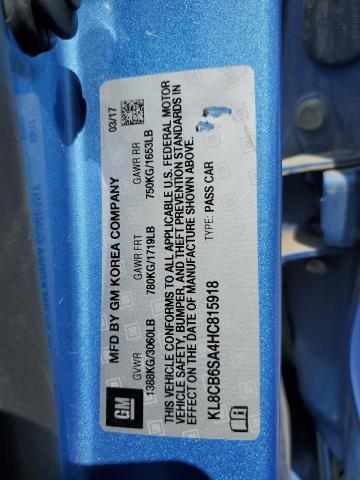 MFD BY GM KOREA COMPANY 03/17
GVWR GAWR FRT GAWR RR
1388KG/3060LB 780KG/1719LB 750KG/1653LB
THIS VEHICLE CONFORMS TO ALL APPLICABLE U.S. FEDERAL MOTOR
VEHICLE SAFETY, BUMPER, AND THEFT PREVENTION STANDARDS IN
EFFECT ON THE DATE OF MANUFACTURE SHOWN ABOVE.
KL8CB6SA4HC815918 TYPE: PASS CAR
GM